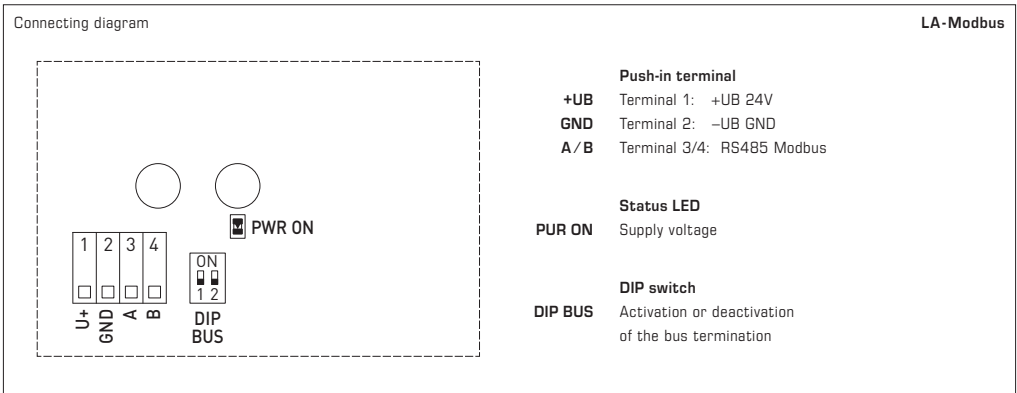 Connecting diagram
LA-Modbus
PWR ON
1 2 3 4
U+
GND
A
B
ON
1 2
DIP
BUS
Push-in terminal
+UB Terminal 1: +UB 24V
GND Terminal 2: –UB GND
A / B Terminal 3/4: RS485 Modbus
Status LED
PUR ON Supply voltage
DIP switch
DIP BUS Activation or deactivation
of the bus termination